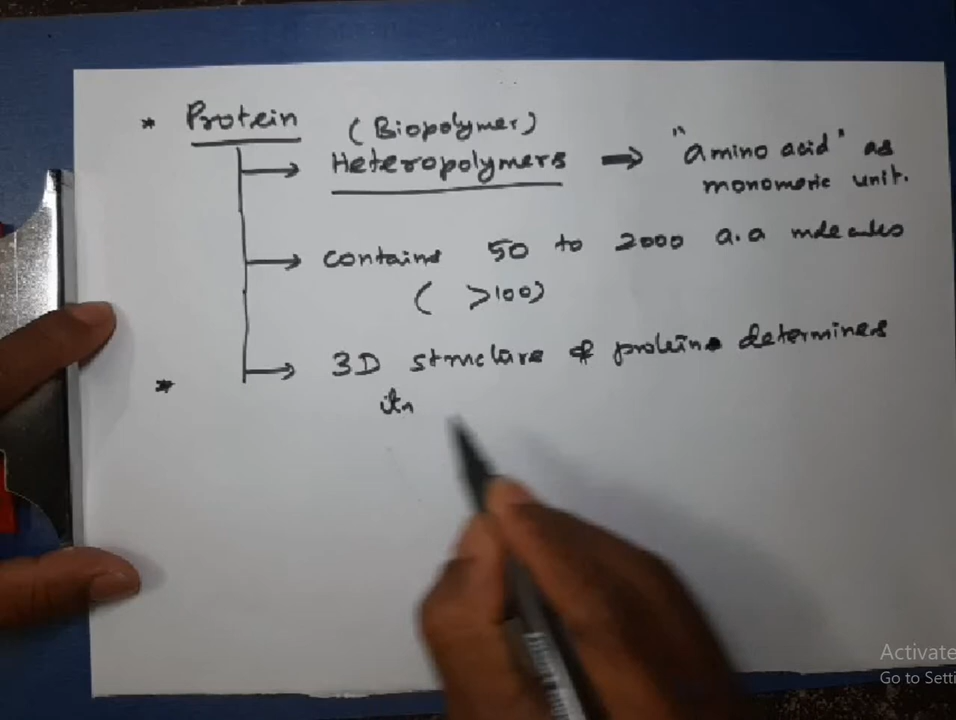 * Protein
(Biopolymer)
Heteropolymers → "amino acid" as
monomeric unit.
contains 50 to 2000 a.a molecules
( >100)
* 3D structure of protein determines
its
Activate
Go to Setti